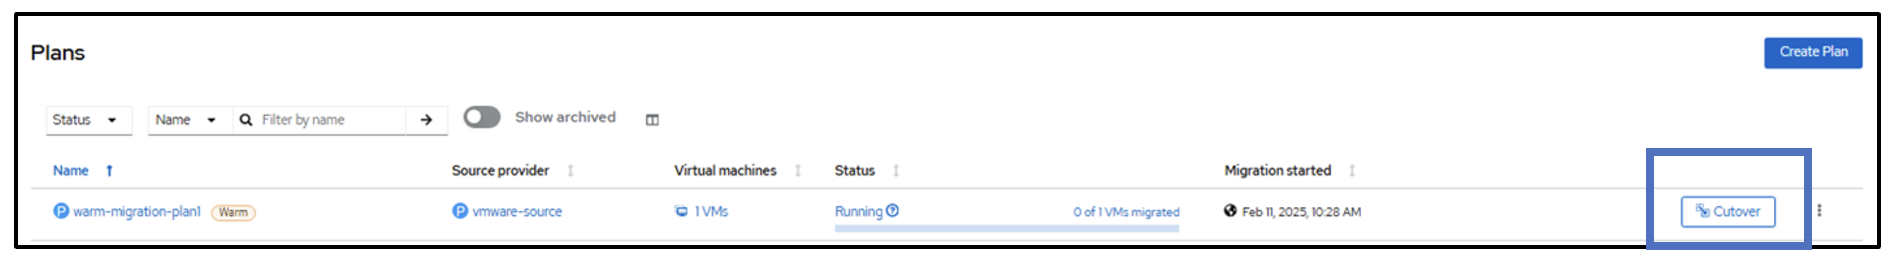 Plans
Create Plan
Status Name Filter by name Show archived
Name Source provider Virtual machines Status Migration started
P warm-migration-plan1 Warm P vmware-source 1 VMs Running 0 of 1 VMs migrated Feb 11, 2025, 10:28 AM Cutover